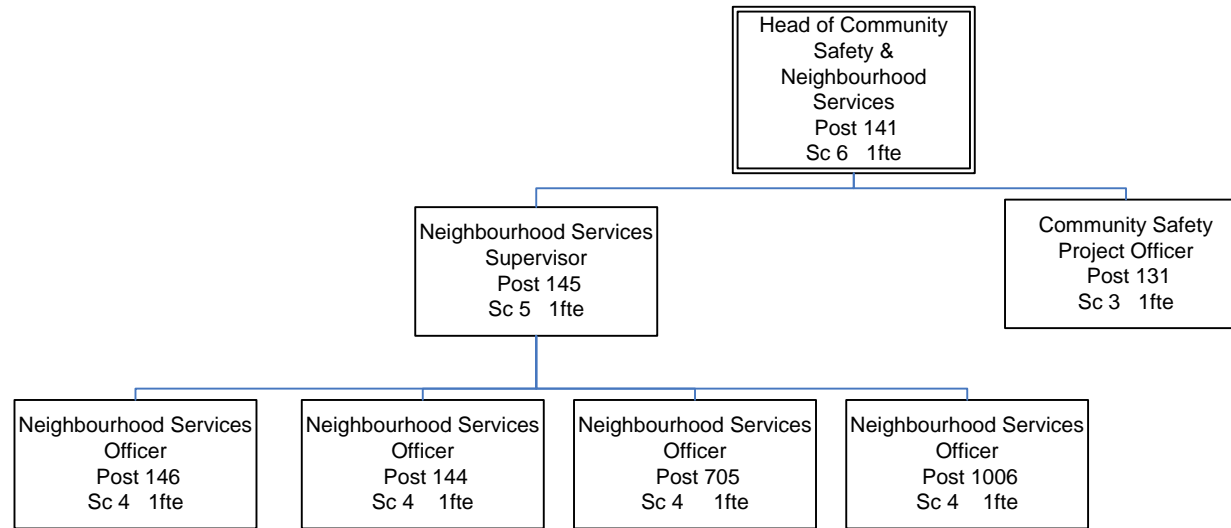 Head of Community
Safety &
Neighbourhood
Services
Post 141
Sc 6 1fte
Neighbourhood Services
Supervisor
Post 145
Sc 5 1fte
Community Safety
Project Officer
Post 131
Sc 3 1fte
Neighbourhood Services
Officer
Post 146
Sc 4 1fte
Neighbourhood Services
Officer
Post 144
Sc 4 1fte
Neighbourhood Services
Officer
Post 705
Sc 4 1fte
Neighbourhood Services
Officer
Post 1006
Sc 4 1fte